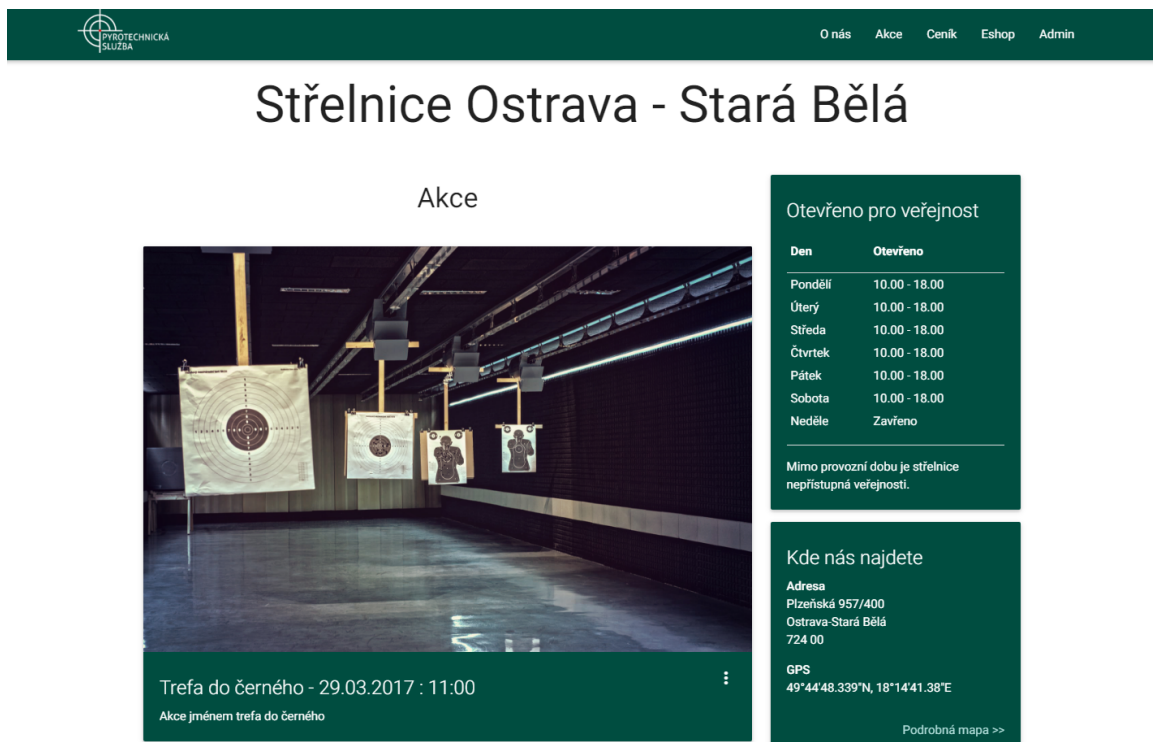 PYROTECHNICKÁ
SLUŽBA
O nás Akce Ceník Eshop Admin
Střelnice Ostrava - Stará Bělá
Akce
Trefa do černého - 29.03.2017 : 11:00
Akce jménem trefa do černého
Otevřeno pro veřejnost
Den Otevřeno
Pondělí 10.00 - 18.00
Úterý 10.00 - 18.00
Středa 10.00 - 18.00
Čtvrtek 10.00 - 18.00
Pátek 10.00 - 18.00
Sobota 10.00 - 18.00
Neděle Zavřeno
Mimo provozní dobu je střelnice
nepřístupná veřejnosti.
Kde nás najdete
Adresa
Plzeňská 957/400
Ostrava-Stará Bělá
724 00
GPS
49°44'48.339"N, 18°14'41.38"E
Podrobná mapa >>